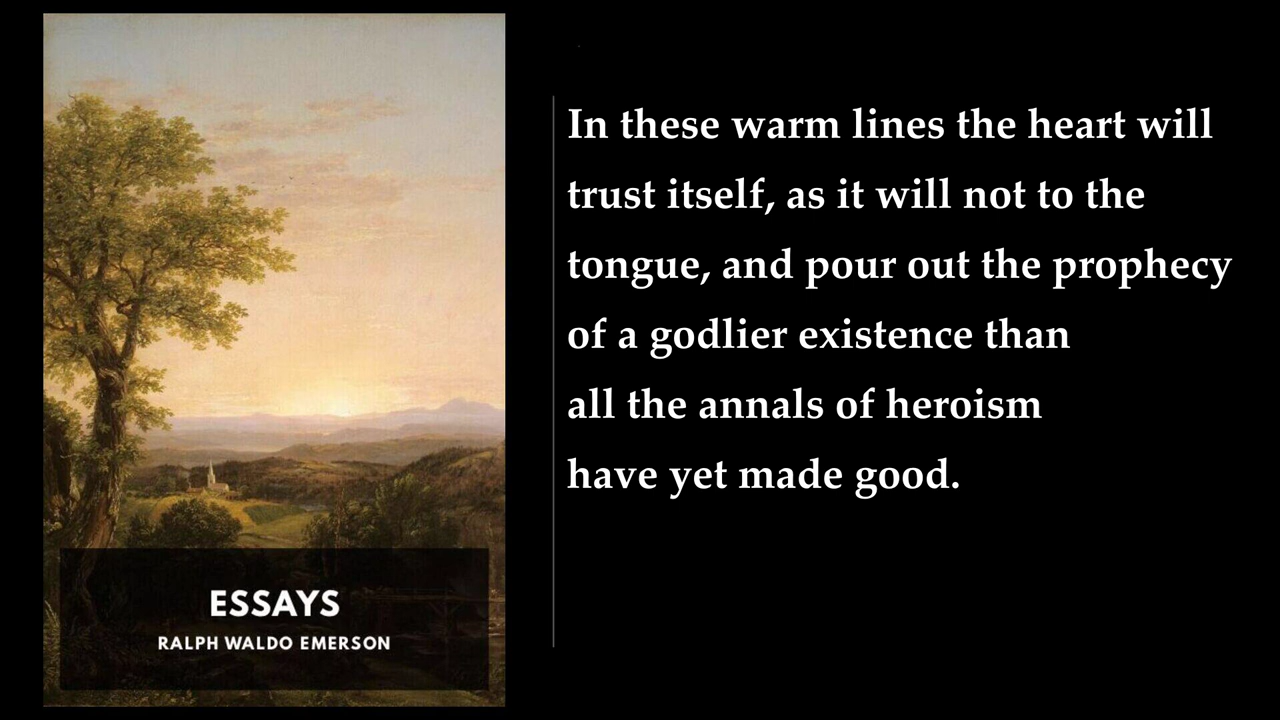 In these warm lines the heart will
trust itself, as it will not to the
tongue, and pour out the prophecy
of a godlier existence than
all the annals of heroism
have yet made good.
ESSAYS
RALPH WALDO EMERSON